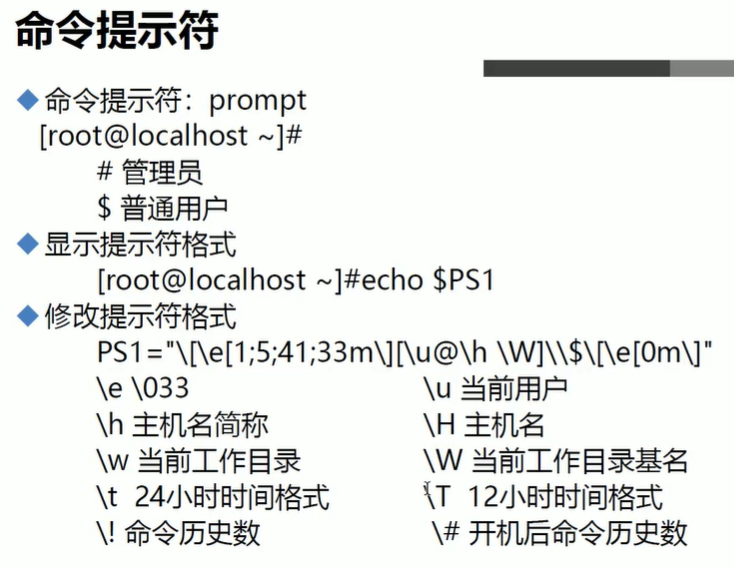 命令提示符
命令提示符：prompt
[root@localhost ~]#
# 管理员
$ 普通用户
显示提示符格式
[root@localhost ~]#echo $PS1
修改提示符格式
PS1="\[\e[1;5;41;33m\][\u@\h \W]\\$\[\e[0m\]"
\e \033 \u 当前用户
\h 主机名简称 \H 主机名
\w 当前工作目录 \W 当前工作目录基名
\t 24小时时间格式 \T 12小时时间格式
\! 命令历史数 \# 开机后命令历史数